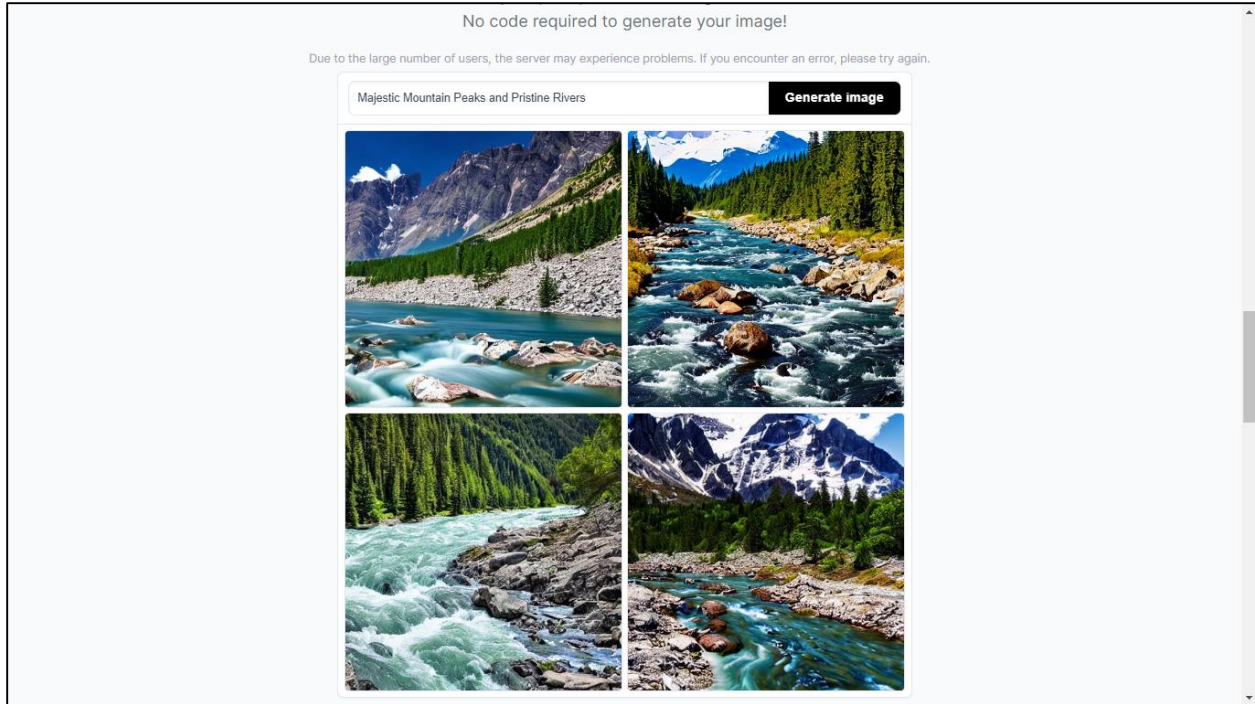 No code required to generate your image!
Due to the large number of users, the server may experience problems. If you encounter an error, please try again.
Majestic Mountain Peaks and Pristine Rivers
Generate image